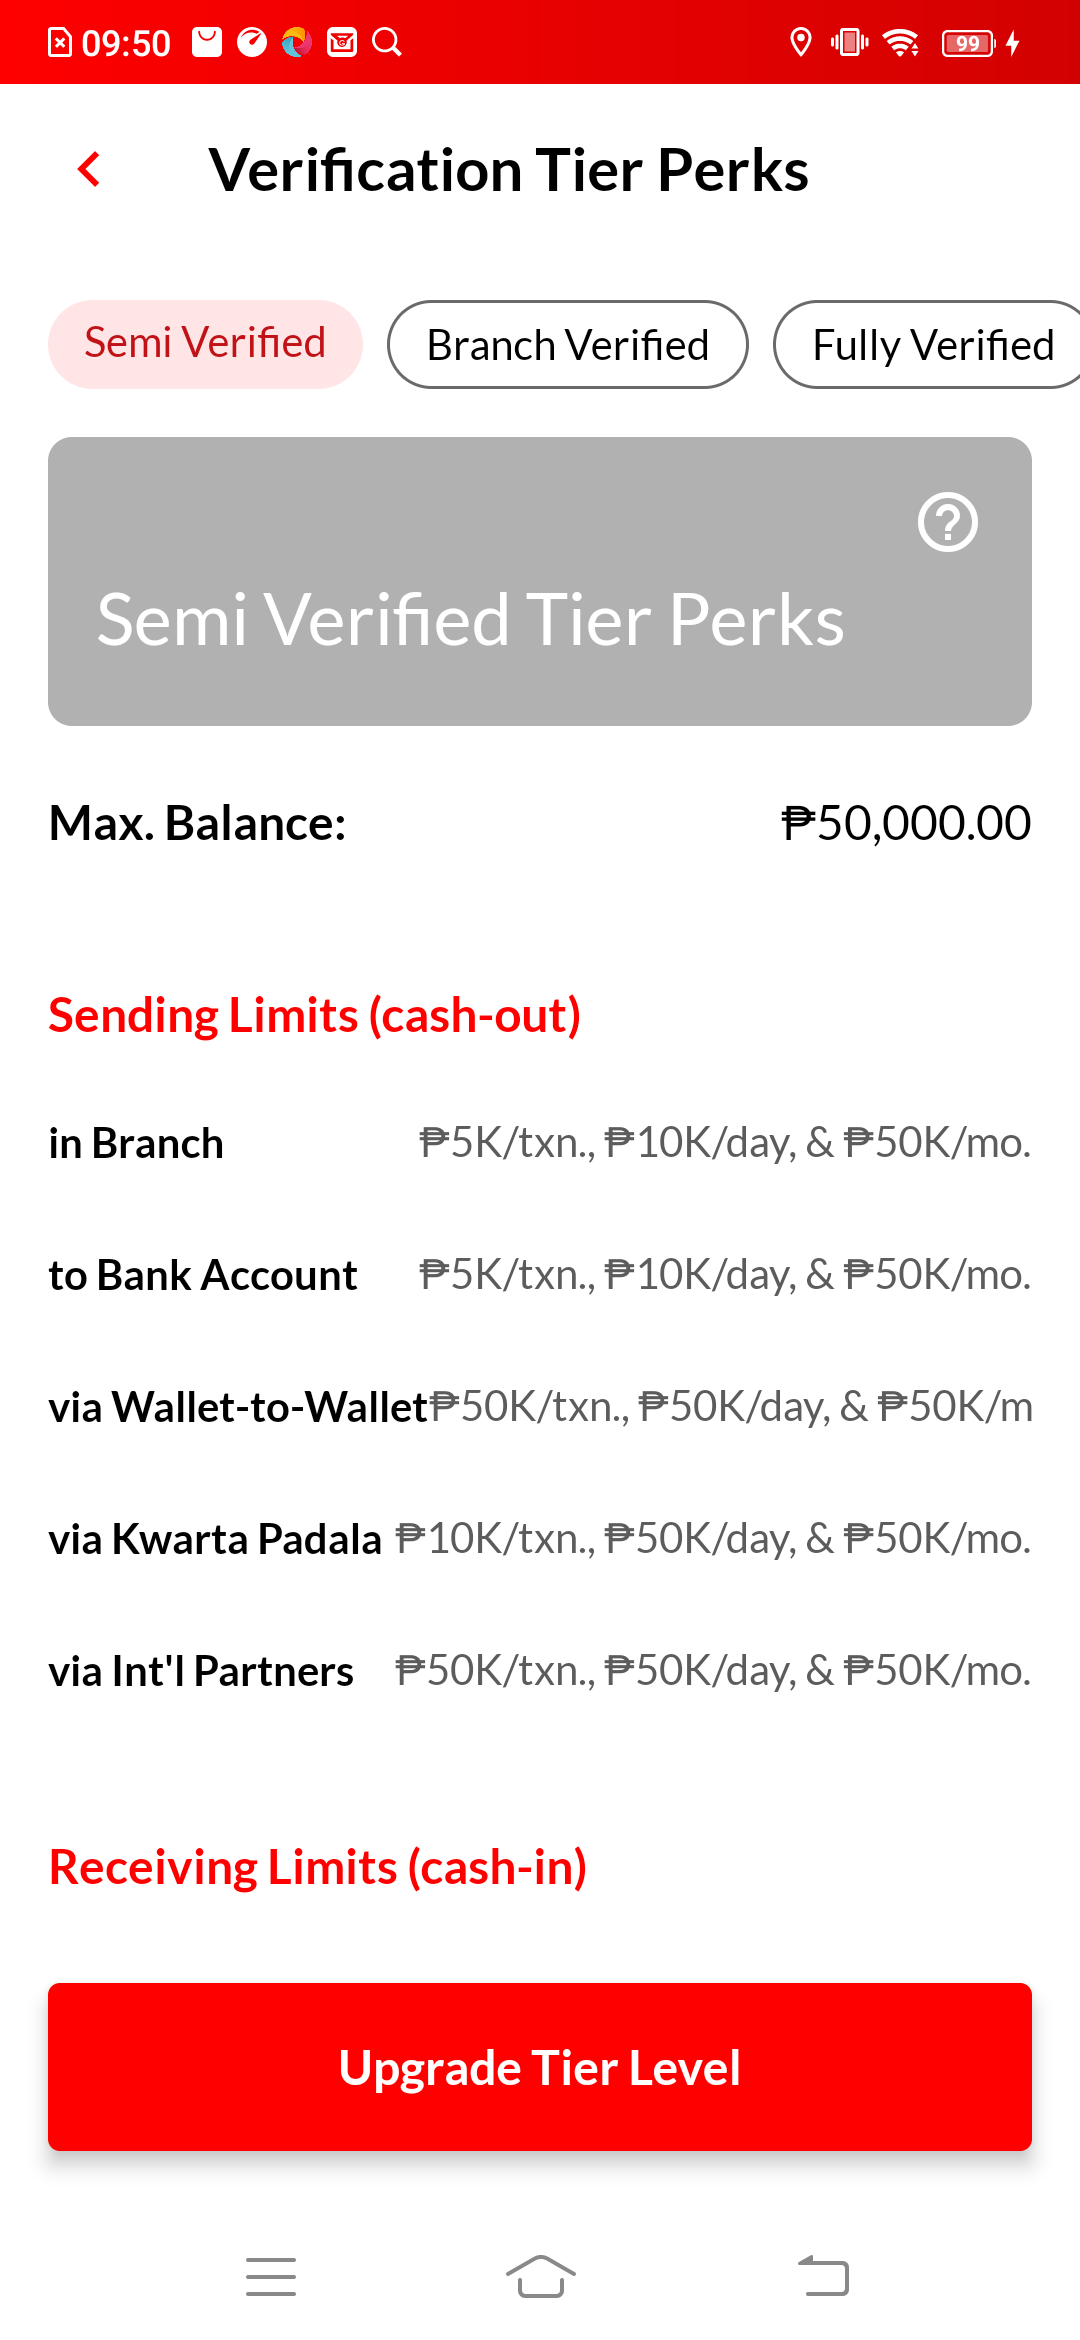 09:50
99
Verification Tier Perks
Semi Verified Branch Verified Fully Verified
Semi Verified Tier Perks
Max. Balance: ₱50,000.00
Sending Limits (cash-out)
in Branch ₱5K/txn., ₱10K/day, & ₱50K/mo.
to Bank Account ₱5K/txn., ₱10K/day, & ₱50K/mo.
via Wallet-to-Wallet ₱50K/txn., ₱50K/day, & ₱50K/m
via Kwarta Padala ₱10K/txn., ₱50K/day, & ₱50K/mo.
via Int'l Partners ₱50K/txn., ₱50K/day, & ₱50K/mo.
Receiving Limits (cash-in)
Upgrade Tier Level